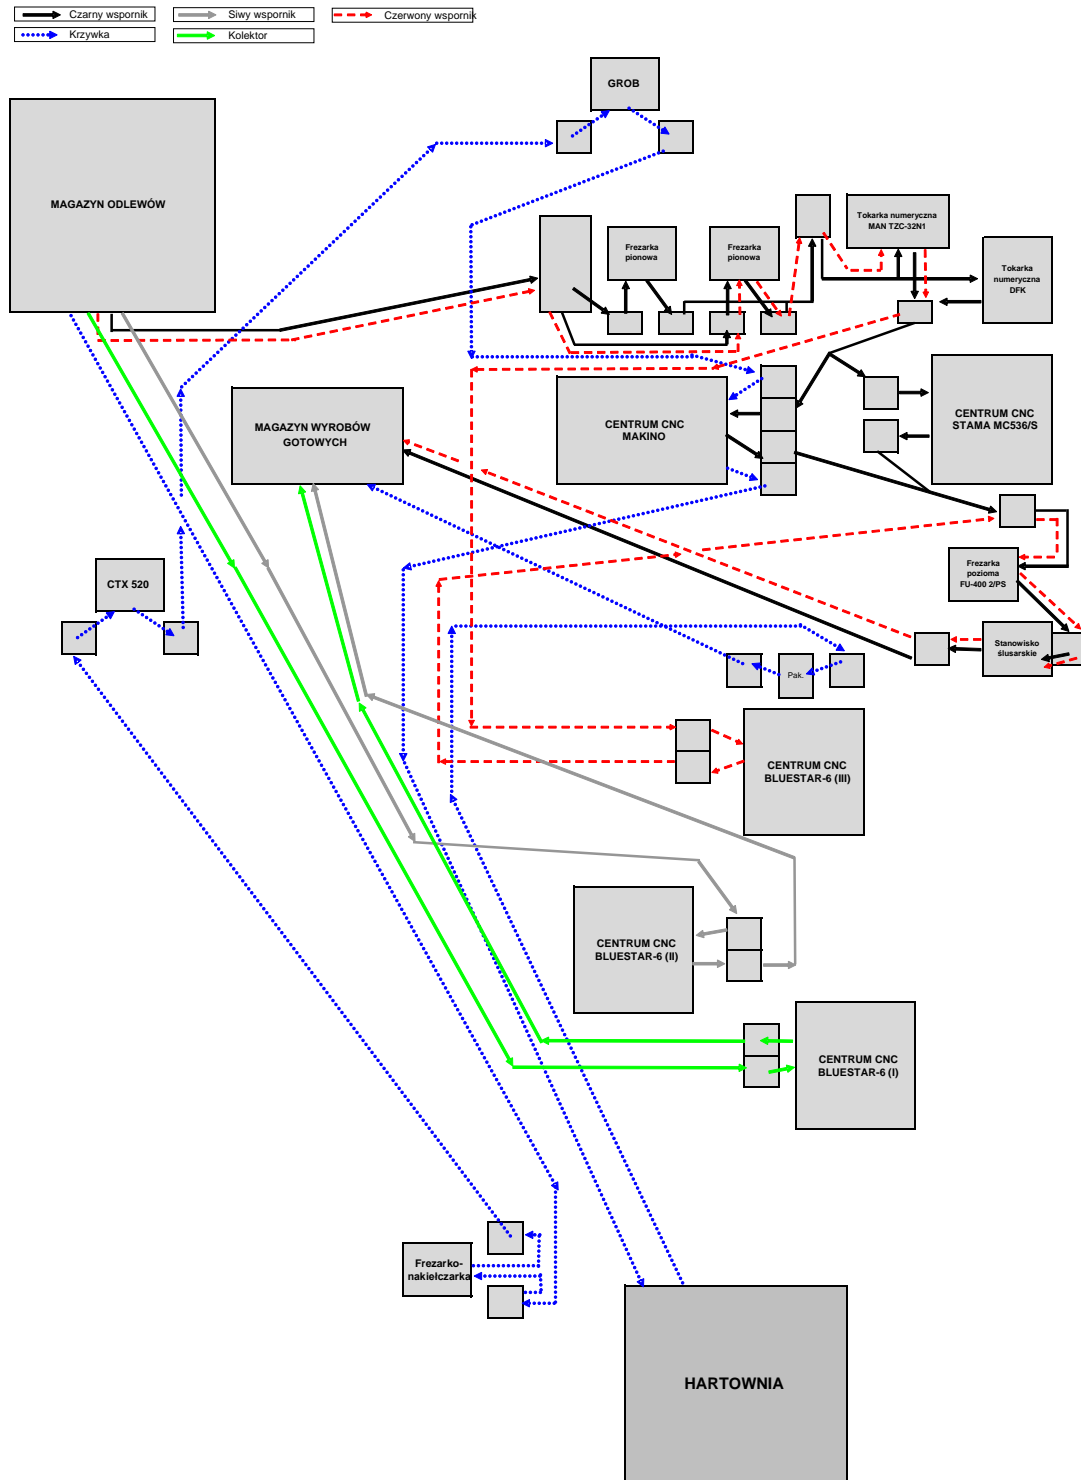 Czarny wspornik
Siwy wspornik
Czerwony wspornik
Krzywka
Kolektor
GROB
MAGAZYN ODLEWÓW
Tokarka numeryczna
MAN TZC-32N1
Frezarka
pionowa
Frezarka
pionowa
Tokarka
numeryczna
DFK
MAGAZYN WYROBÓW
GOTOWYCH
CENTRUM CNC
MAKINO
CENTRUM CNC
STAMA MC536/S
CTX 520
Frezarka
pozioma
FU-400 2/PS
Stanowisko
ślusarskie
Pak.
CENTRUM CNC
BLUESTAR-6 (III)
CENTRUM CNC
BLUESTAR-6 (II)
CENTRUM CNC
BLUESTAR-6 (I)
Frezarko-
nakiełczarka
HARTOWNIA